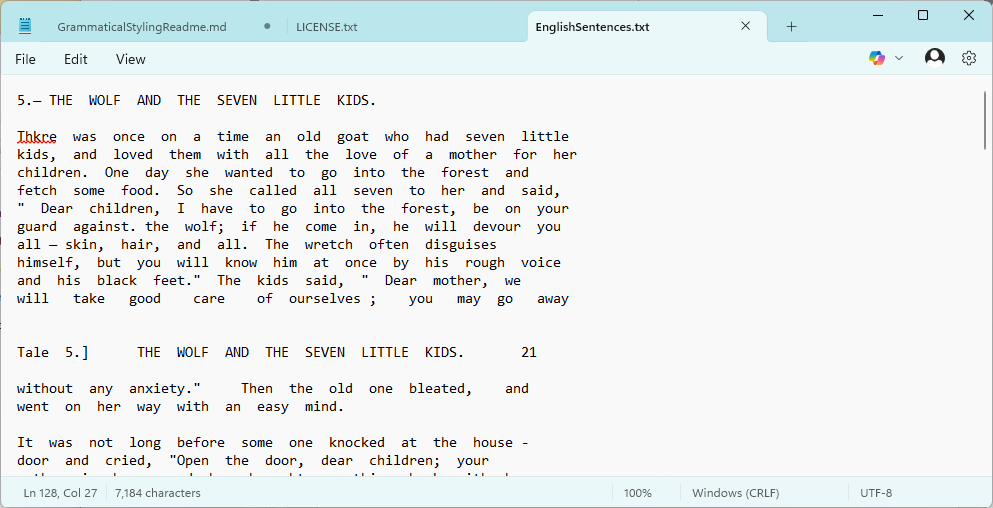 GrammaticalStylingReadme.md
LICENSE.txt
EnglishSentences.txt
File Edit View
5.— THE WOLF AND THE SEVEN LITTLE KIDS.
Thkre was once on a time an old goat who had seven little
kids, and loved them with all the love of a mother for her
children. One day she wanted to go into the forest and
fetch some food. So she called all seven to her and said,
" Dear children, I have to go into the forest, be on your
guard against. the wolf; if he come in, he will devour you
all — skin, hair, and all. The wretch often disguises
himself, but you will know him at once by his rough voice
and his black feet." The kids said, " Dear mother, we
will take good care of ourselves ; you may go away
Tale 5.] THE WOLF AND THE SEVEN LITTLE KIDS. 21
without any anxiety." Then the old one bleated, and
went on her way with an easy mind.
It was not long before some one knocked at the house -
door and cried, "Open the door, dear children; your
Ln 128, Col 27 7,184 characters 100% Windows (CRLF) UTF-8